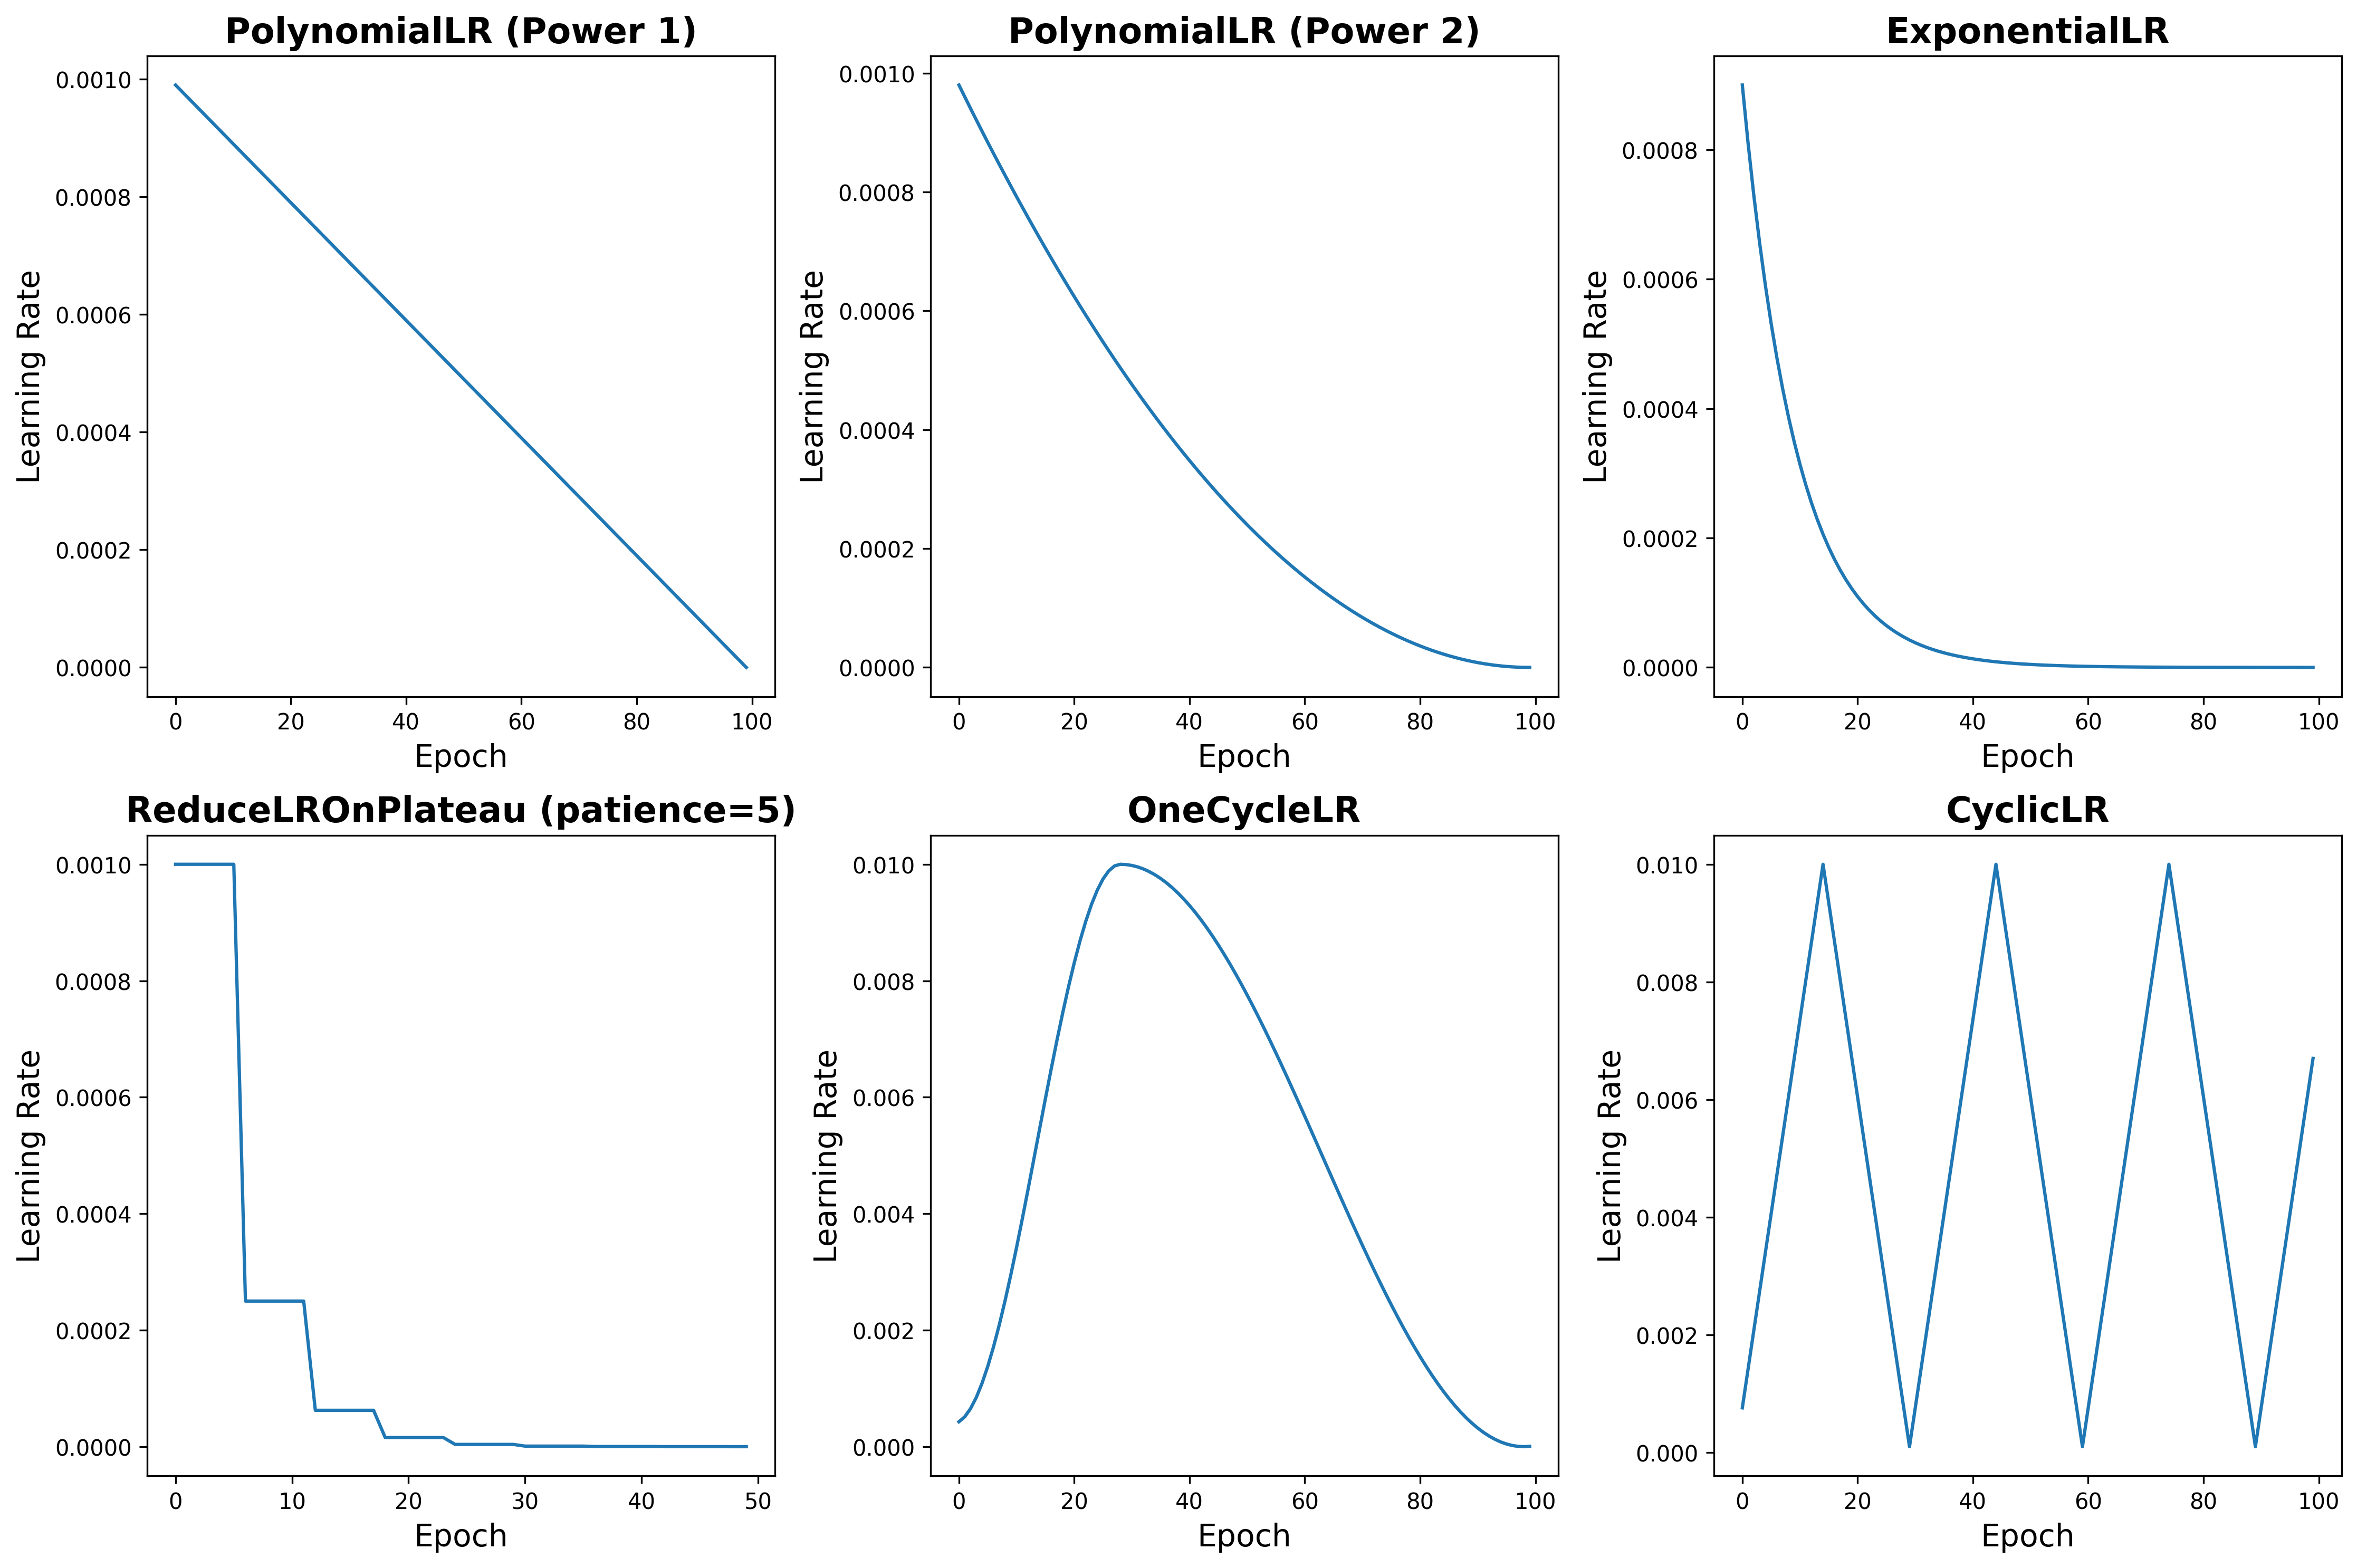 PolynomialLR (Power 1)
0.0010
0.0008
0.0006
0.0004
0.0002
0.0000
Learning Rate
0 20 40 60 80 100
Epoch
PolynomialLR (Power 2)
0.0010
0.0008
0.0006
0.0004
0.0002
0.0000
Learning Rate
0 20 40 60 80 100
Epoch
ExponentialLR
0.0008
0.0006
0.0004
0.0002
0.0000
Learning Rate
0 20 40 60 80 100
Epoch
ReduceLROnPlateau (patience=5)
0.0010
0.0008
0.0006
0.0004
0.0002
0.0000
Learning Rate
0 10 20 30 40 50
Epoch
OneCycleLR
0.010
0.008
0.006
0.004
0.002
0.000
Learning Rate
0 20 40 60 80 100
Epoch
CyclicLR
0.010
0.008
0.006
0.004
0.002
0.000
Learning Rate
0 20 40 60 80 100
Epoch